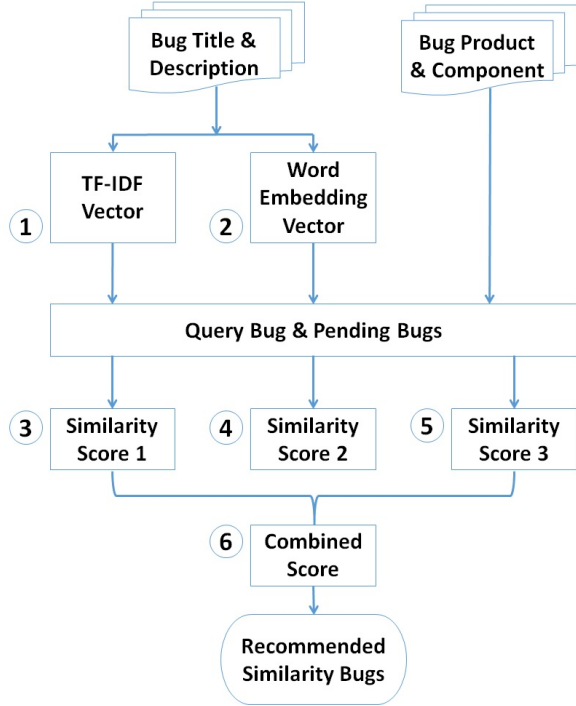 Bug Title &
Description
Bug Product
& Component
1
TF-IDF
Vector
2
Word
Embedding
Vector
Query Bug & Pending Bugs
3
Similarity
Score 1
4
Similarity
Score 2
5
Similarity
Score 3
6
Combined
Score
Recommended
Similarity Bugs